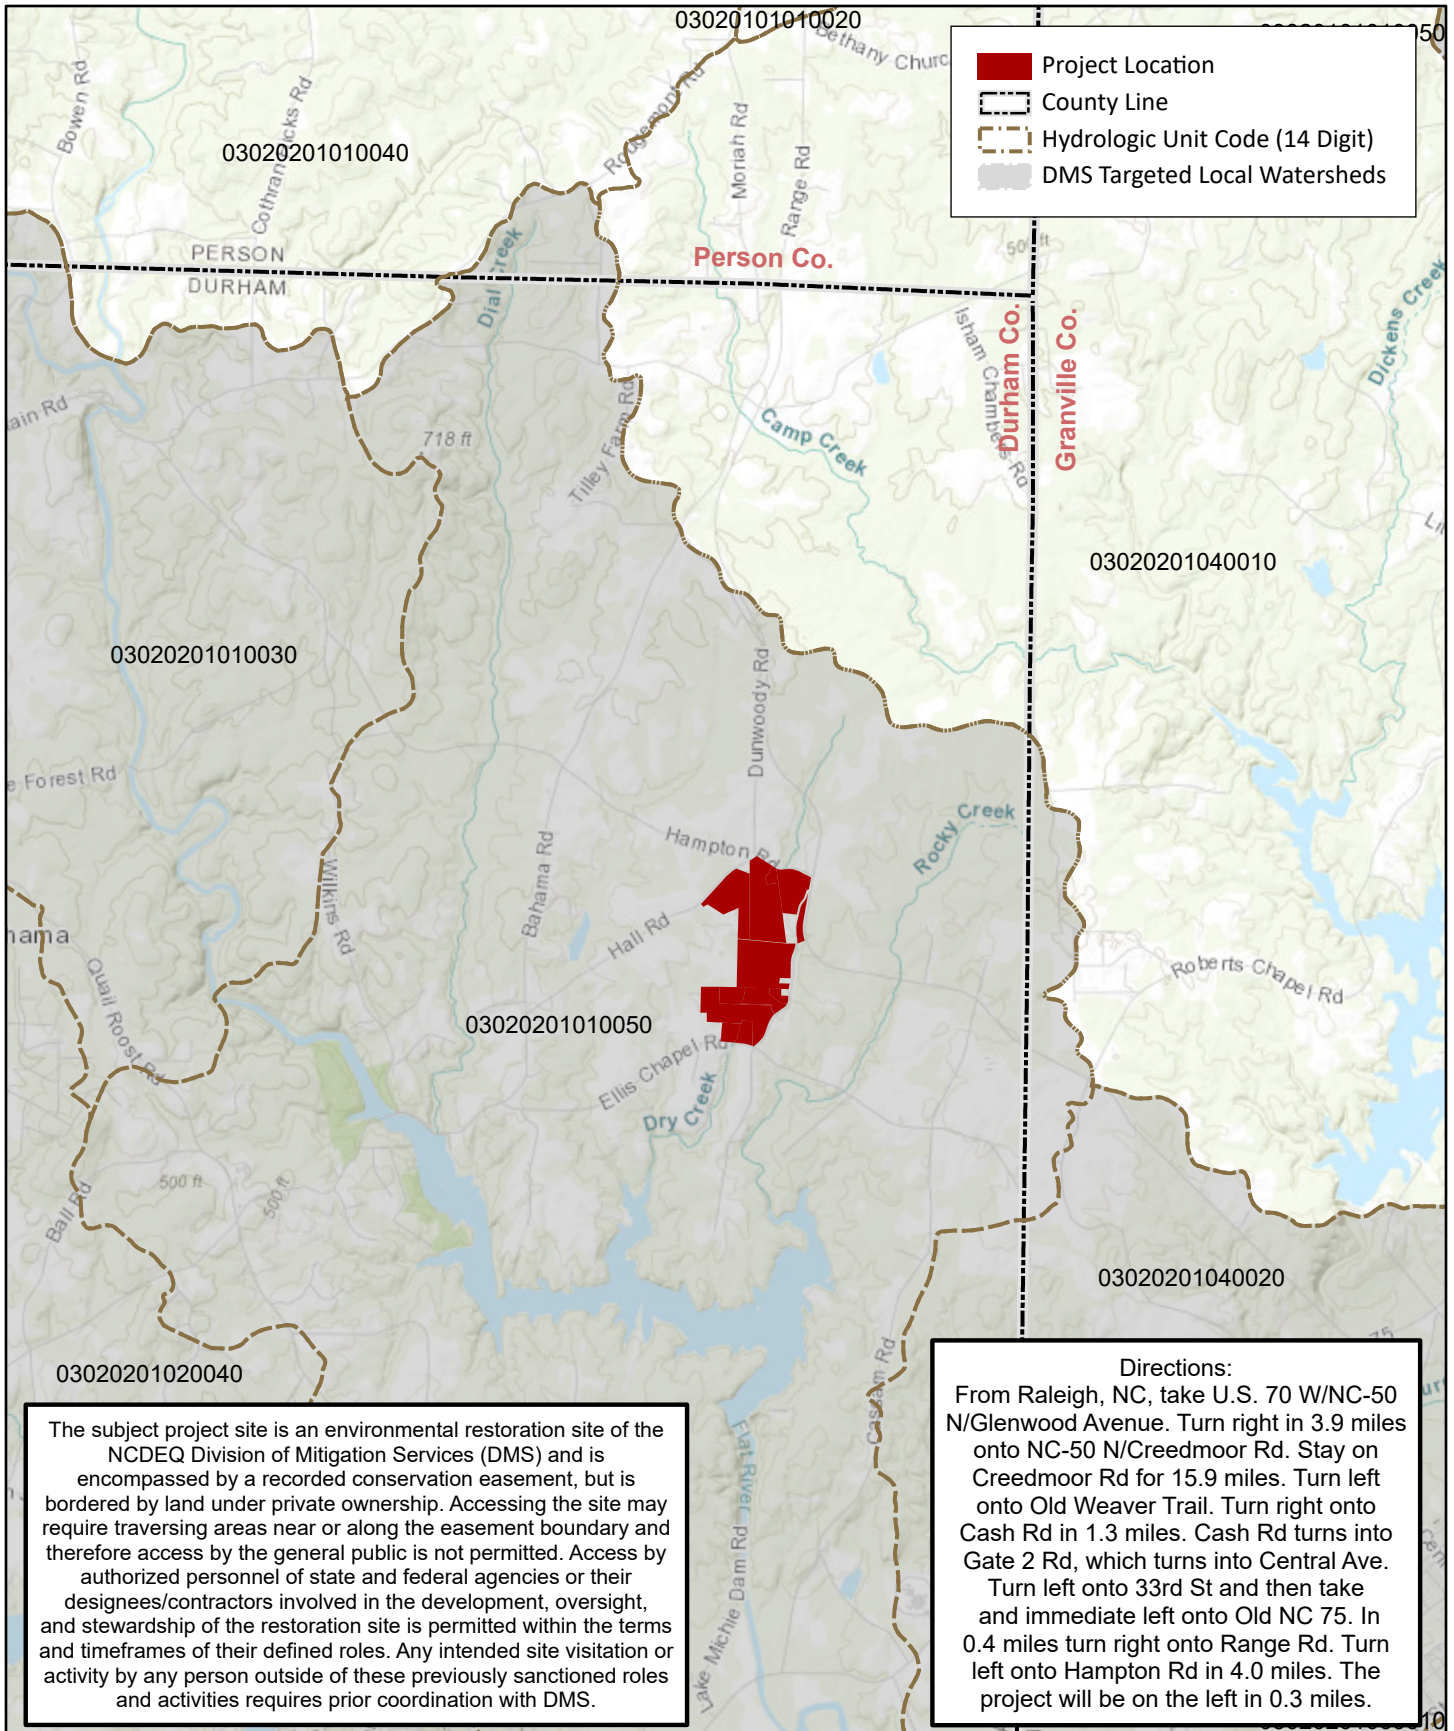 03020101010020
Bethany Churc
Project Location
County Line
Hydrologic Unit Code (14 Digit)
DMS Targeted Local Watersheds
Bowen Rd
Cothran Hicks Rd
Rougemont Rd
Moriah Rd
Range Rd
03020201010040
PERSON
DURHAM
Person Co.
500 ft
Dial Creek
Isham Chambers Rd
Durham Co.
Granville Co.
Dickens Creek
ain Rd
718 ft
Tilley Farm Rd
Camp Creek
03020201040010
03020201010030
Dunwoody Rd
e Forest Rd
Rocky Creek
Hampton Rd
Bahama Rd
Wilkins Rd
Hall Rd
hama
Roberts Chapel Rd
Quail Roost Rd
03020201010050
Ellis Chapel Rd
Dry Creek
500 ft
500 ft
Ball Rd
03020201040020
75
03020201020040
Cassam Rd
Flat River
Lake Michie Dam Rd
The subject project site is an environmental restoration site of the
NCDEQ Division of Mitigation Services (DMS) and is
encompassed by a recorded conservation easement, but is
bordered by land under private ownership. Accessing the site may
require traversing areas near or along the easement boundary and
therefore access by the general public is not permitted. Access by
authorized personnel of state and federal agencies or their
designees/contractors involved in the development, oversight,
and stewardship of the restoration site is permitted within the terms
and timeframes of their defined roles. Any intended site visitation or
activity by any person outside of these previously sanctioned roles
and activities requires prior coordination with DMS.
Directions:
From Raleigh, NC, take U.S. 70 W/NC-50
N/Glenwood Avenue. Turn right in 3.9 miles
onto NC-50 N/Creedmoor Rd. Stay on
Creedmoor Rd for 15.9 miles. Turn left
onto Old Weaver Trail. Turn right onto
Cash Rd in 1.3 miles. Cash Rd turns into
Gate 2 Rd, which turns into Central Ave.
Turn left onto 33rd St and then take
and immediate left onto Old NC 75. In
0.4 miles turn right onto Range Rd. Turn
left onto Hampton Rd in 4.0 miles. The
project will be on the left in 0.3 miles.